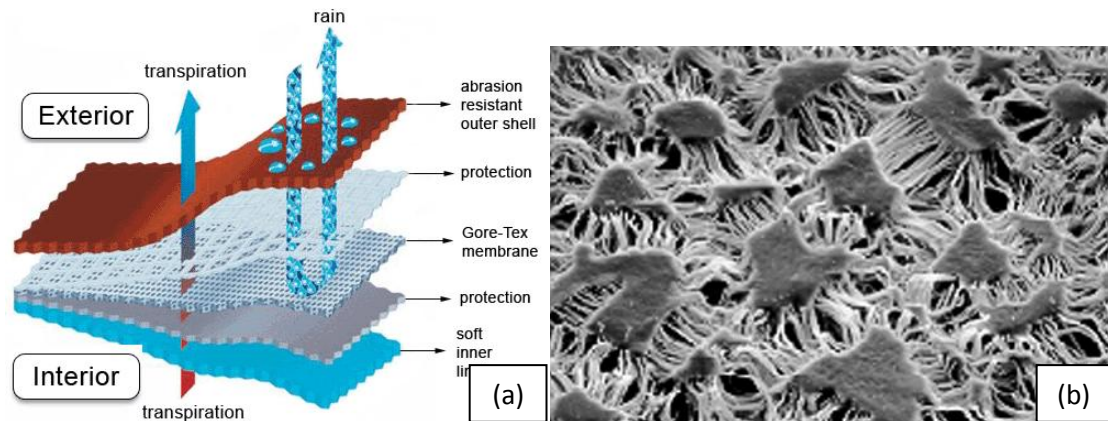 rain
transpiration
Exterior
abrasion
resistant
outer shell
protection
Gore-Tex
membrane
protection
soft
inner
Interior
transpiration
(a)
(b)